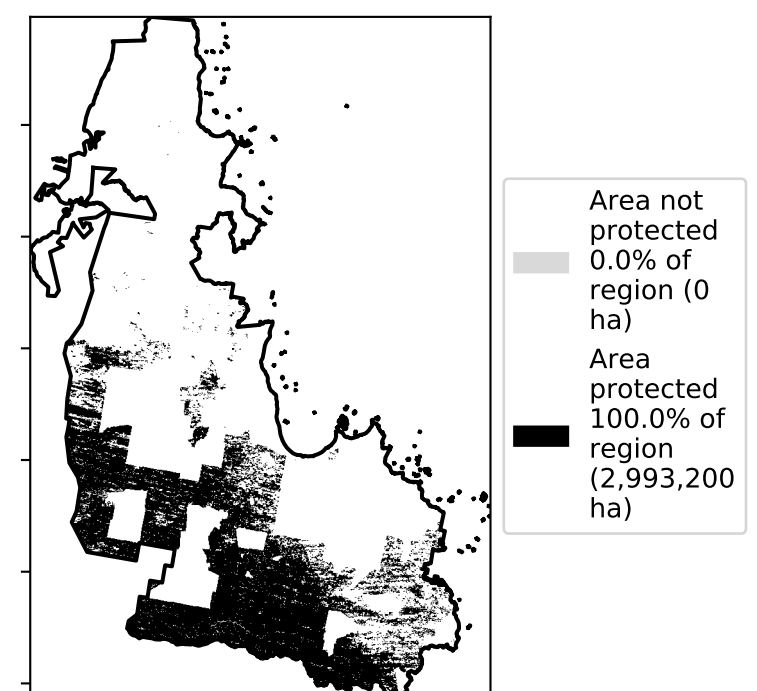 Area not
protected
0.0% of
region (0
ha)
Area
protected
100.0% of
region
(2,993,200
ha)